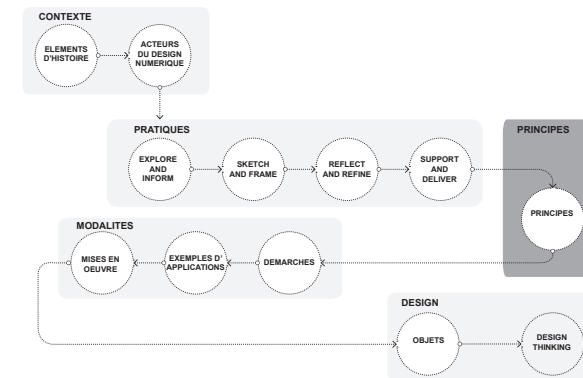 CONTEXTE
ELEMENTS
D'HISTOIRE
ACTEURS
DU DESIGN
NUMERIQUE
PRATIQUES
EXPLORE
AND
INFORM
SKETCH
AND FRAME
REFLECT
AND REFINE
SUPPORT
AND
DELIVER
PRINCIPES
PRINCIPES
MODALITES
MISES EN
OEUVRE
EXEMPLES D'
APPLICATIONS
DEMARCHES
DESIGN
OBJETS
DESIGN
THINKING